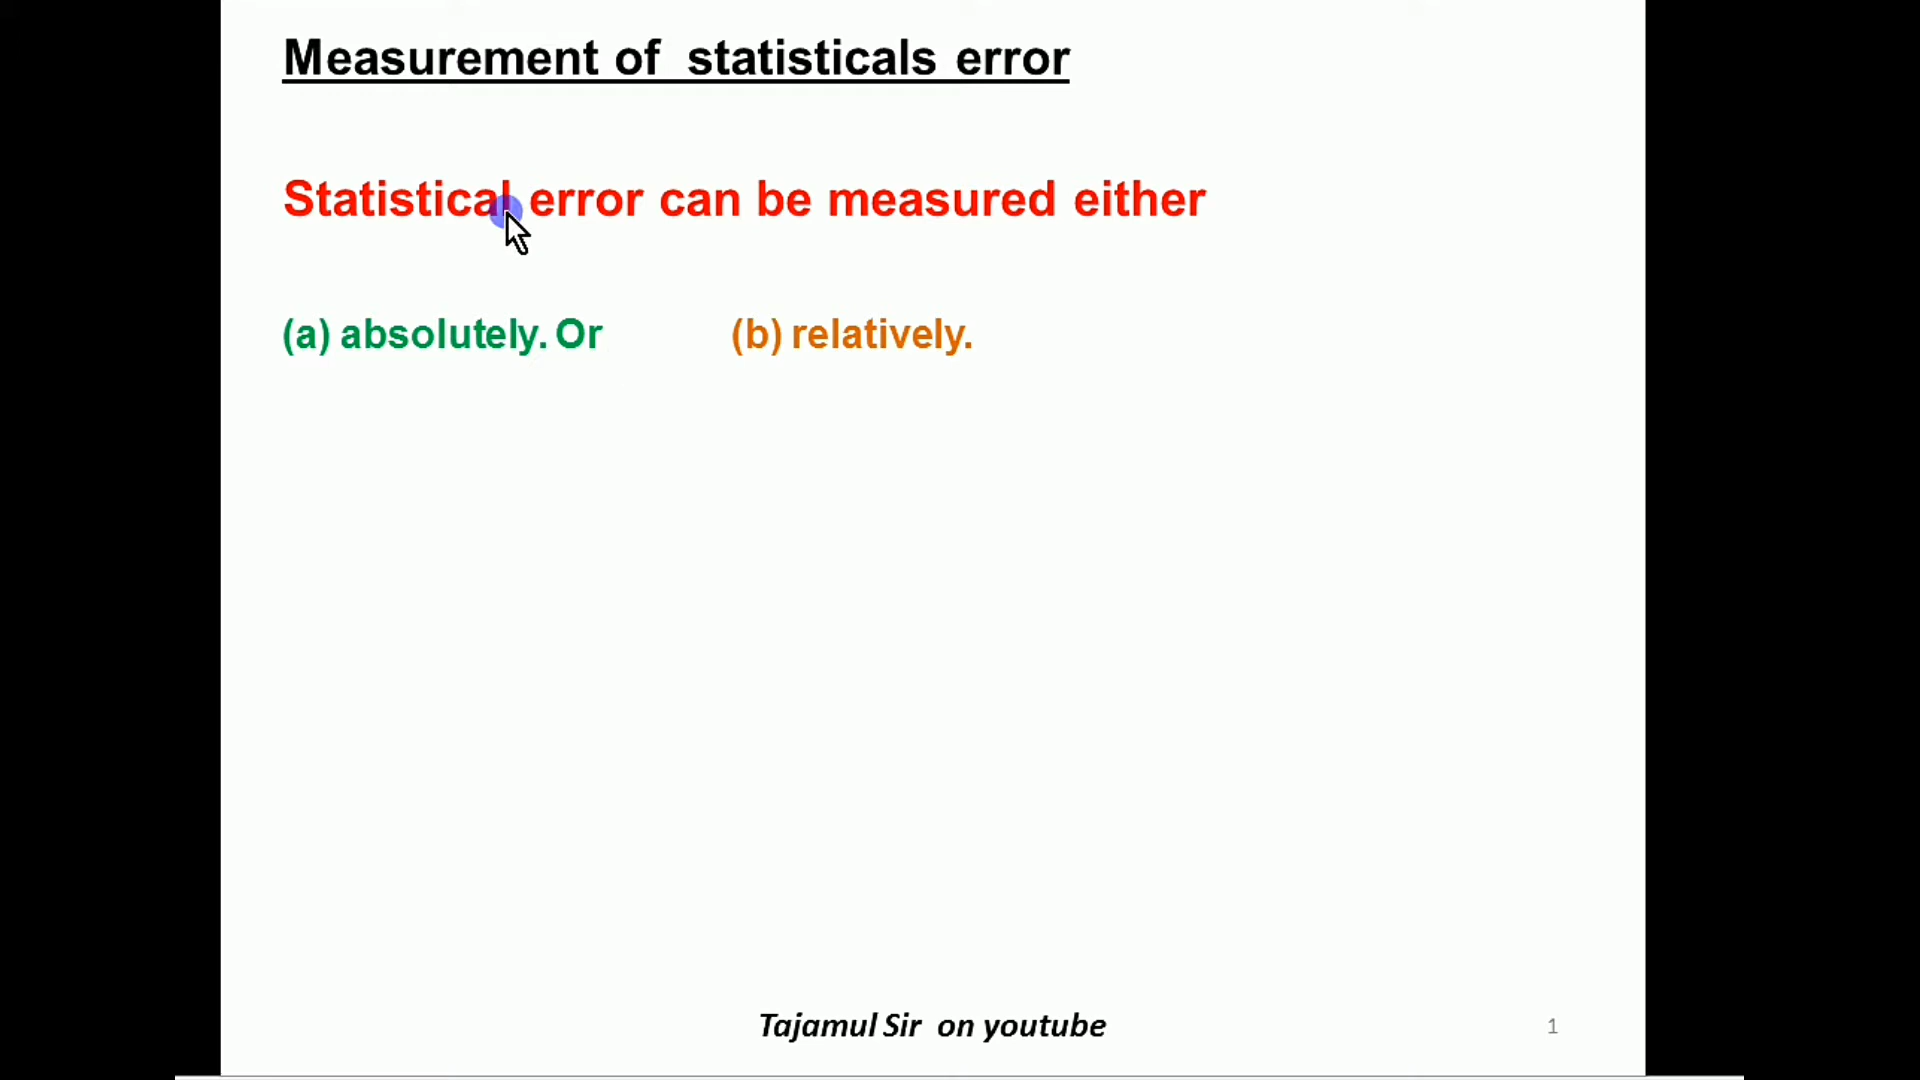 Measurement of statisticals error
Statistical error can be measured either
(a) absolutely. Or (b) relatively.
Tajamul Sir on youtube
1